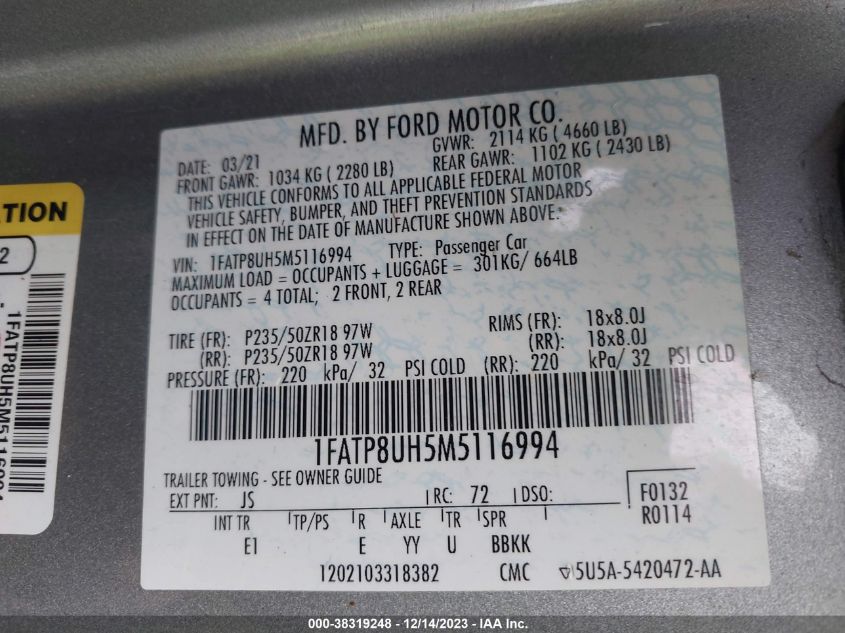 MFD. BY FORD MOTOR CO.
DATE: 03/21
GVWR: 2114 KG ( 4660 LB)
FRONT GAWR: 1034 KG ( 2280 LB)
REAR GAWR: 1102 KG ( 2430 LB)
THIS VEHICLE CONFORMS TO ALL APPLICABLE FEDERAL MOTOR
VEHICLE SAFETY, BUMPER, AND THEFT PREVENTION STANDARDS
IN EFFECT ON THE DATE OF MANUFACTURE SHOWN ABOVE.
VIN: 1FATP8UH5M5116994 TYPE: Passenger Car
MAXIMUM LOAD = OCCUPANTS + LUGGAGE = 301KG/ 664LB
OCCUPANTS = 4 TOTAL; 2 FRONT, 2 REAR
TIRE (FR): P235/50ZR18 97W RIMS (FR): 18x8.0J
(RR): P235/50ZR18 97W (RR): 18x8.0J
PRESSURE (FR): 220 kPa/ 32 PSI COLD (RR): 220 kPa/ 32 PSI COLD
1FATP8UH5M5116994
TRAILER TOWING - SEE OWNER GUIDE
EXT PNT: JS RC: 72 DSO: F0132
INT TR TP/PS R AXLE TR SPR R0114
E1 E YY U BBKK
1202103318382 CMC 5U5A-5420472-AA
ATION
2
1FATP8UH5M5116994
000-38319248 - 12/14/2023 - IAA Inc.